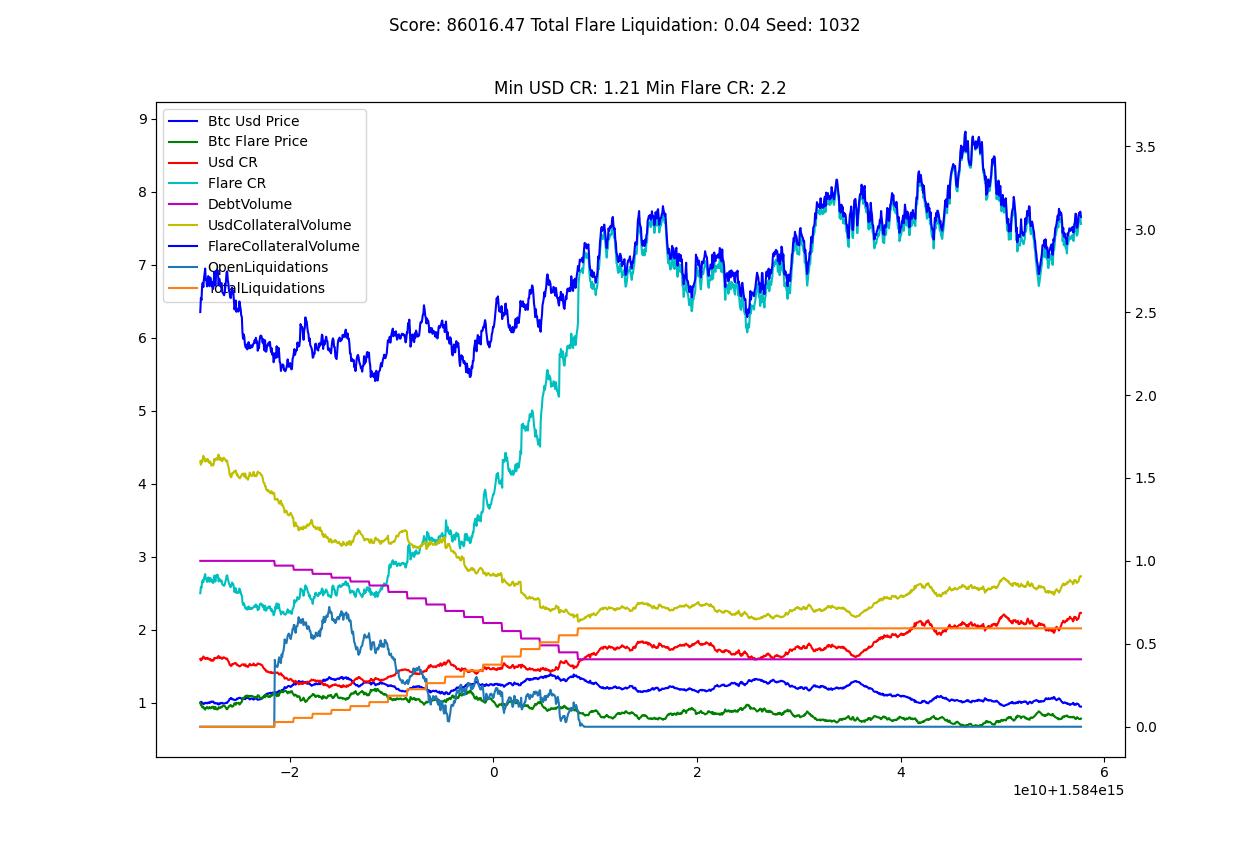 Score: 86016.47 Total Flare Liquidation: 0.04 Seed: 1032
Min USD CR: 1.21 Min Flare CR: 2.2
Btc Usd Price
Btc Flare Price
Usd CR
Flare CR
DebtVolume
UsdCollateralVolume
FlareCollateralVolume
OpenLiquidations
TotalLiquidations
9
8
7
6
5
4
3
2
1
3.5
3.0
2.5
2.0
1.5
1.0
0.5
0.0
−2
0
2
4
6
1e10+1.584e15